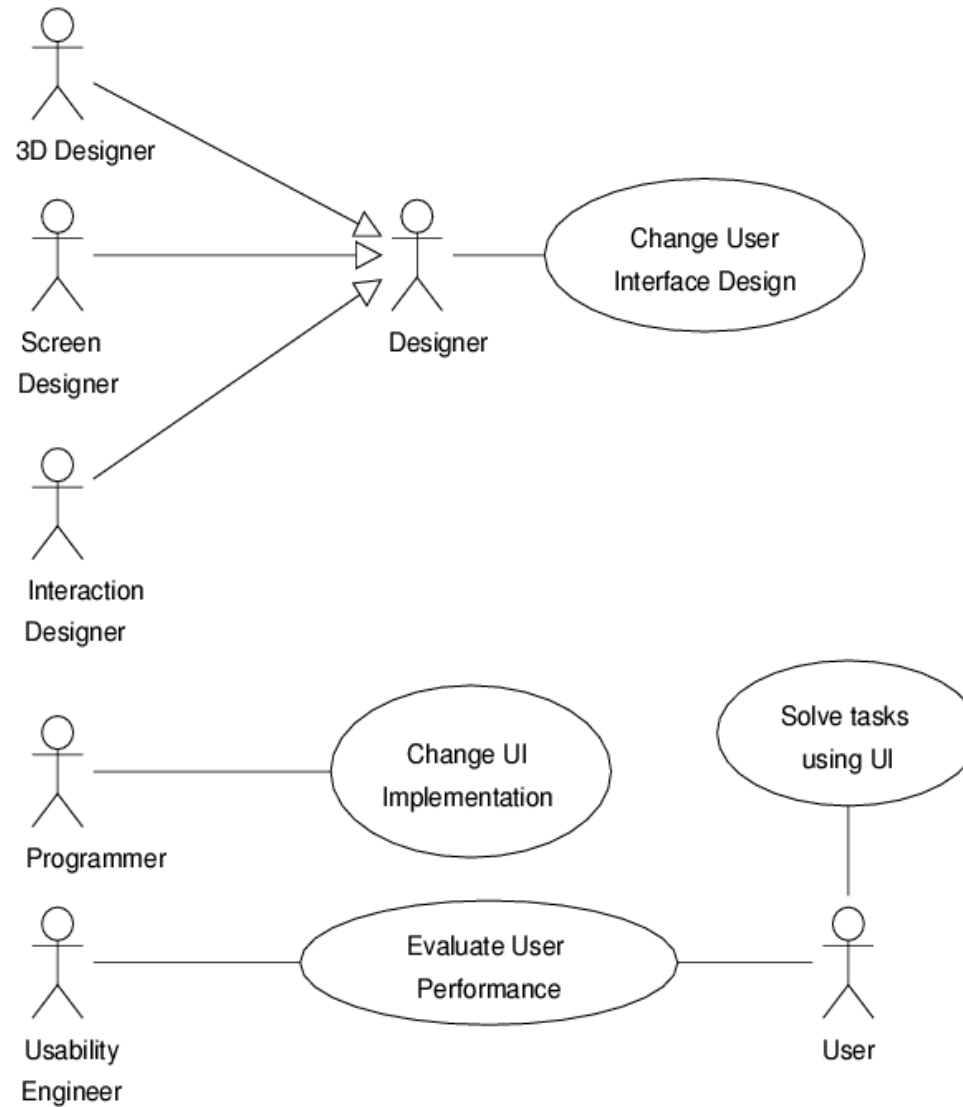 3D Designer
Screen
Designer
Designer
Change User
Interface Design
Interaction
Designer
Programmer
Change UI
Implementation
Solve tasks
using UI
Usability
Engineer
Evaluate User
Performance
User